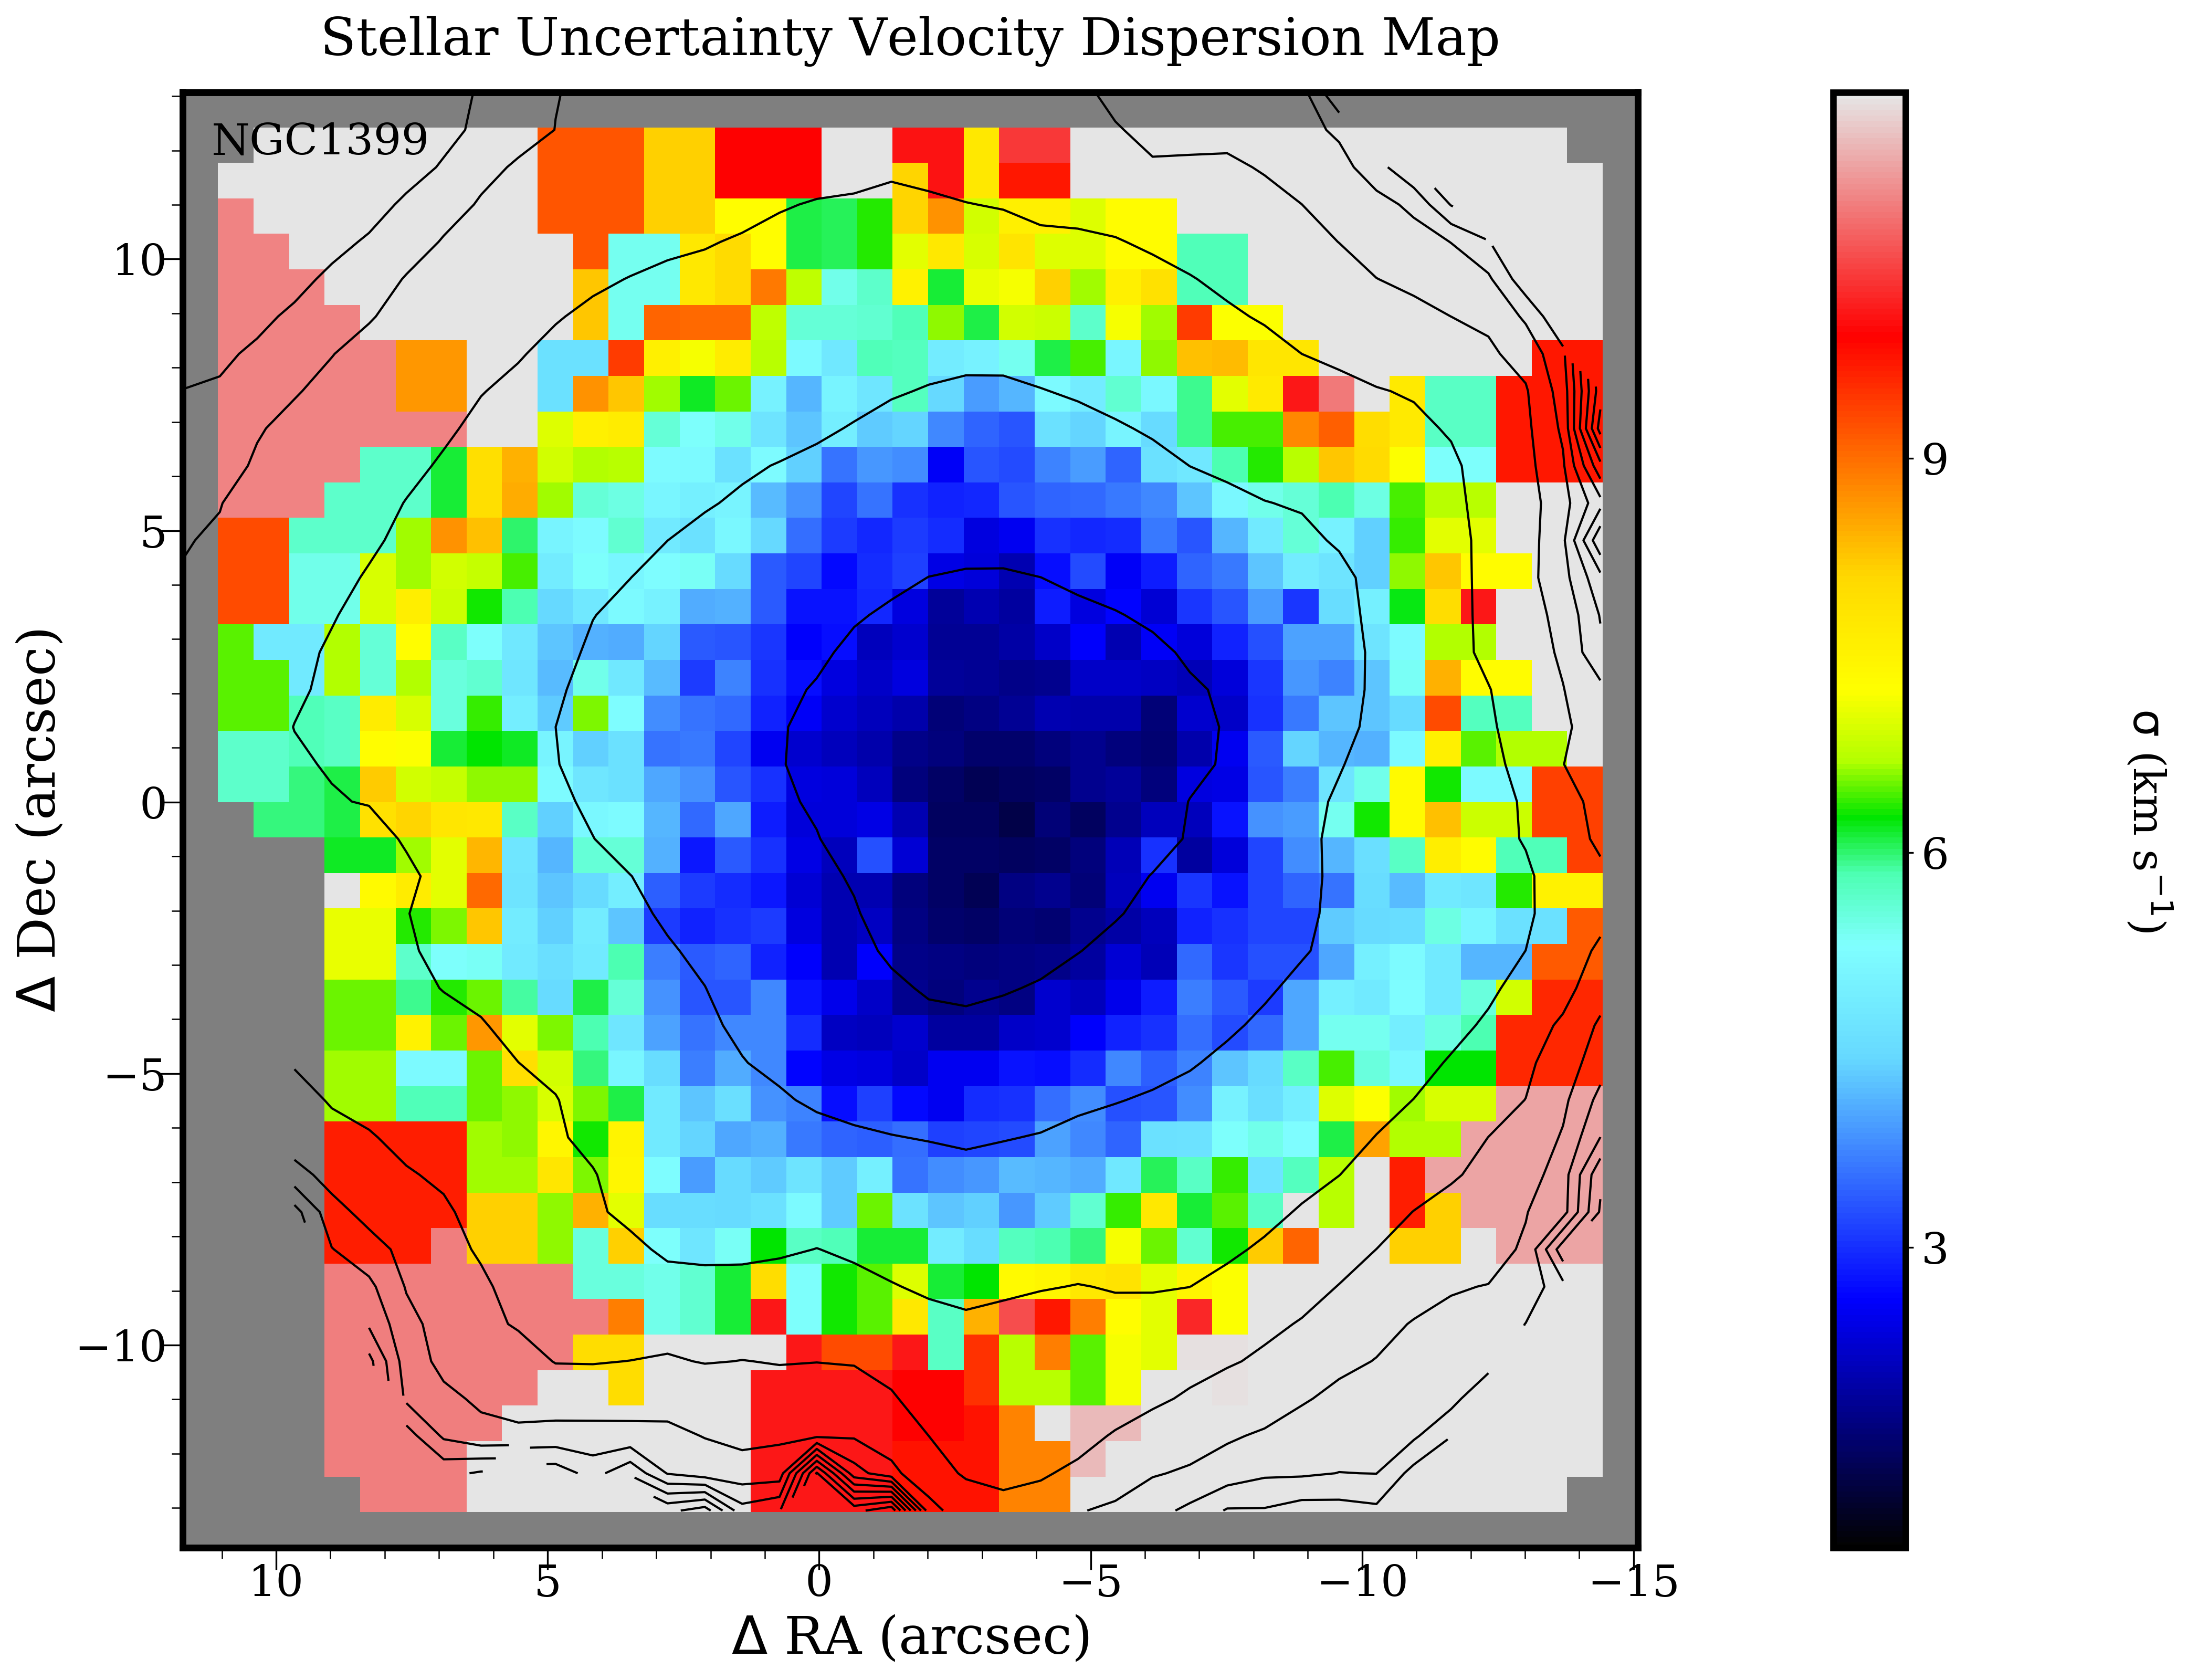 Stellar Uncertainty Velocity Dispersion Map
NGC1399
10
5
0
−5
−10
Δ Dec (arcsec)
10
5
0
−5
−10
−15
Δ RA (arcsec)
9
6
3
σ (km s⁻¹)